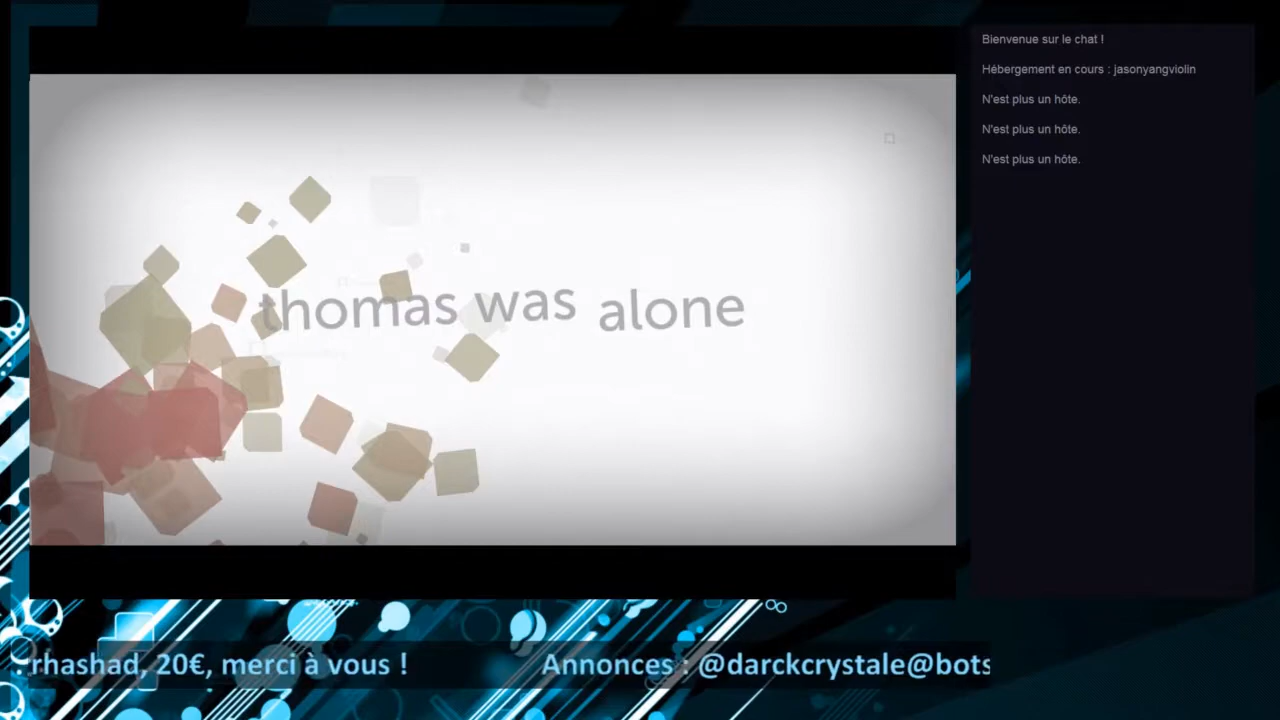 thomas was alone
Bienvenue sur le chat !
Hébergement en cours : jasonyangviolin
N'est plus un hôte.
N'est plus un hôte.
N'est plus un hôte.
rhashad, 20€, merci à vous !
Annonces : @darckcrystale@bots